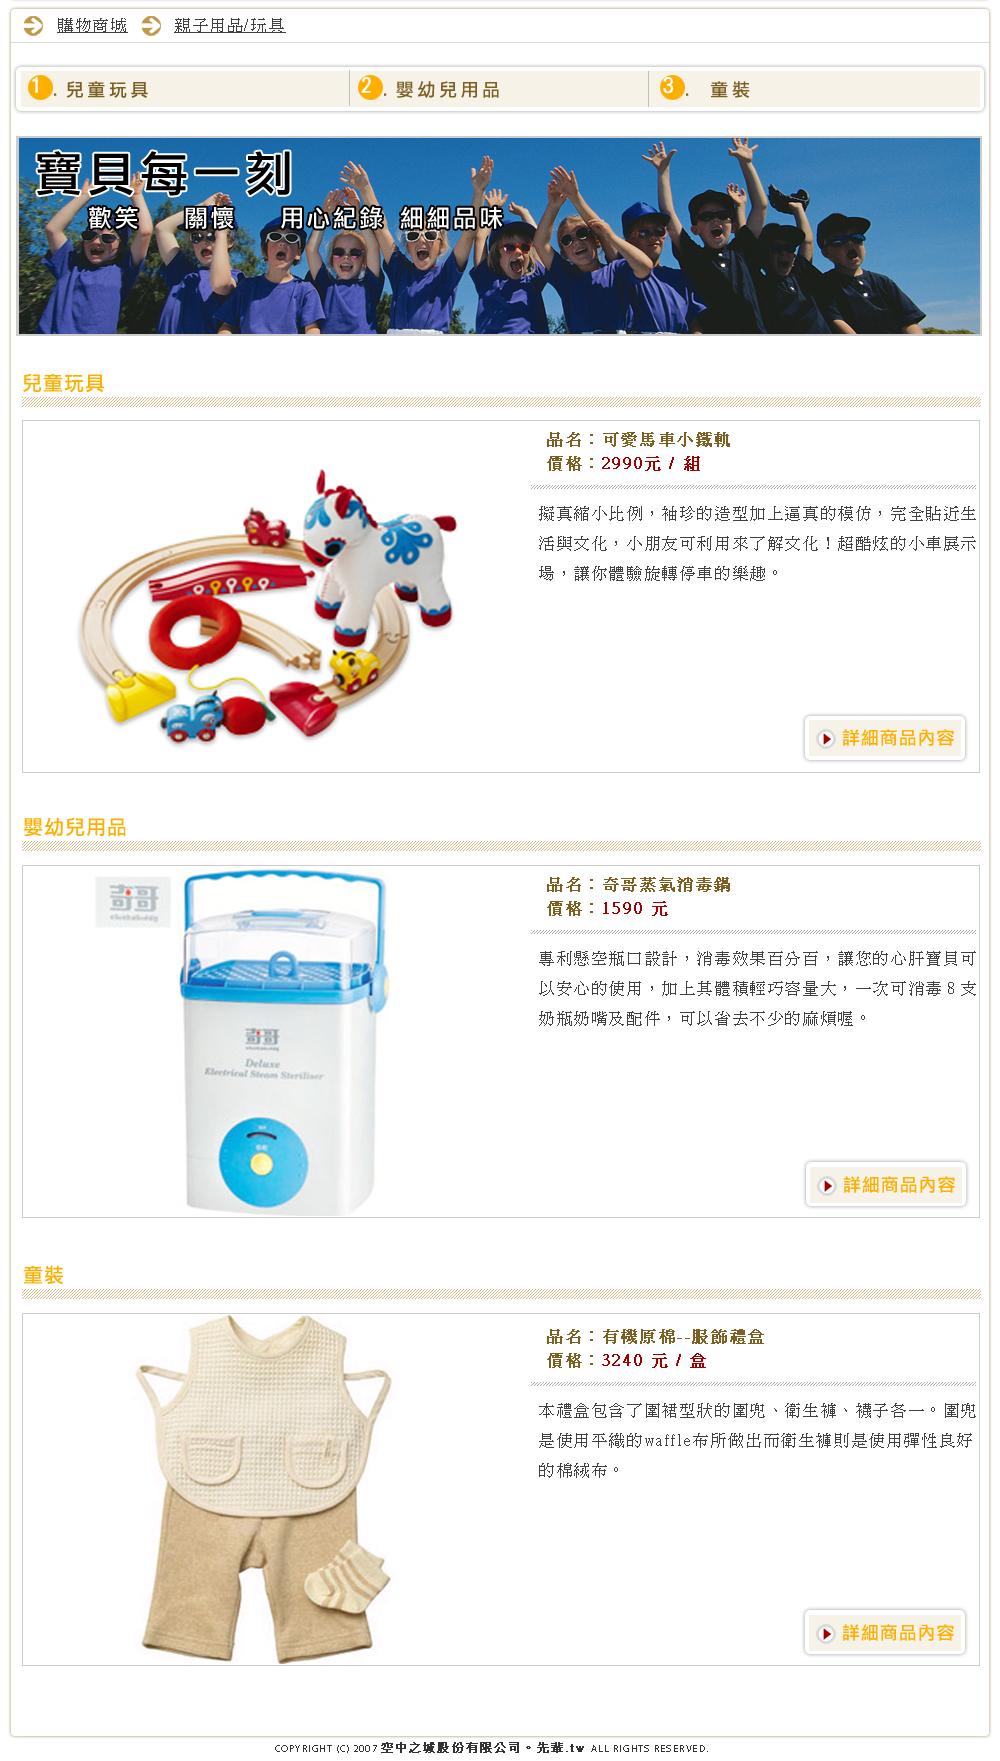 購物商城 親子用品/玩具
1. 兒童玩具 2. 嬰幼兒用品 3. 童裝
寶貝每一刻
歡笑 關懷 用心紀錄 細細品味
兒童玩具
品名：可愛馬車小鐵軌
價格：2990元 / 組
擬真縮小比例，袖珍的造型加上逼真的模仿，完全貼近生
活與文化，小朋友可利用來了解文化！超酷炫的小車展示
場，讓你體驗旋轉停車的樂趣。
詳細商品內容
嬰幼兒用品
奇哥
品名：奇哥蒸氣消毒鍋
價格：1590 元
專利懸空瓶口設計，消毒效果百分百，讓您的心肝寶貝可
以安心的使用，加上其體積輕巧容量大，一次可消毒８支
奶瓶奶嘴及配件，可以省去不少的麻煩喔。
奇哥
Deluxe
Electrical Steam Steriliser
詳細商品內容
童裝
品名：有機原棉--服飾禮盒
價格：3240 元 / 盒
本禮盒包含了圍裙型狀的圍兜、衛生褲、襪子各一。圍兜
是使用平織的waffle布所做出而衛生褲則是使用彈性良好
的棉絨布。
詳細商品內容
COPYRIGHT (C) 2007 空中之城股份有限公司。先華.tw ALL RIGHTS RESERVED.